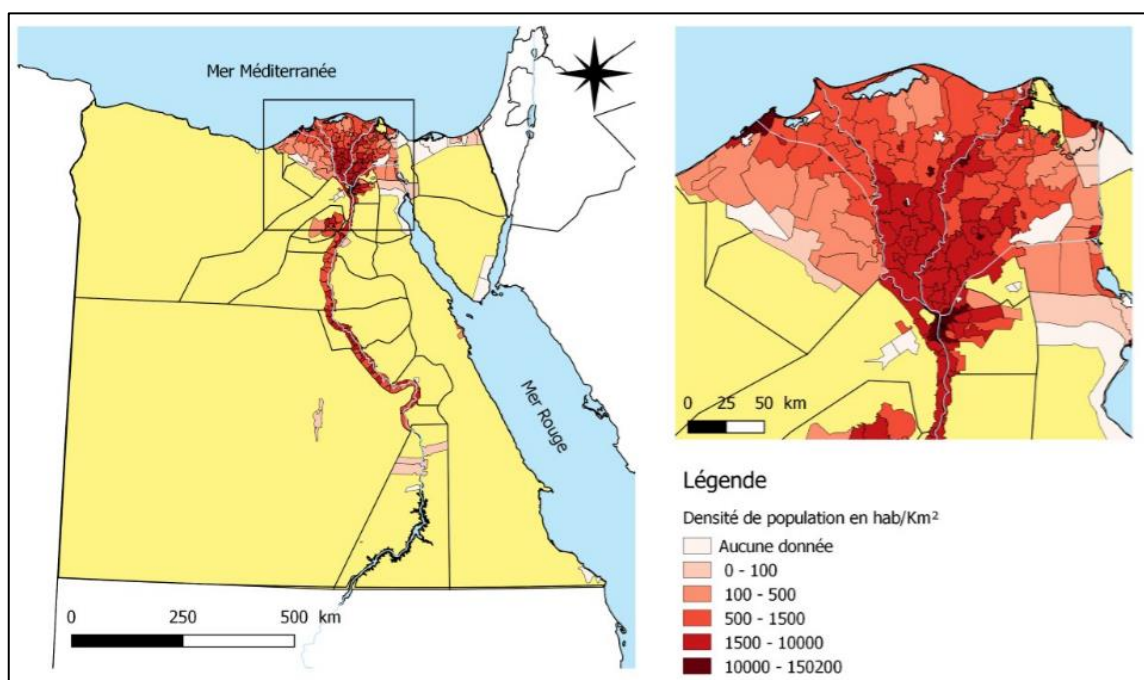 Mer Méditerranée
Mer Rouge
0 250 500 km
0 25 50 km
Légende
Densité de population en hab/Km²
Aucune donnée
0 - 100
100 - 500
500 - 1500
1500 - 10000
10000 - 150200